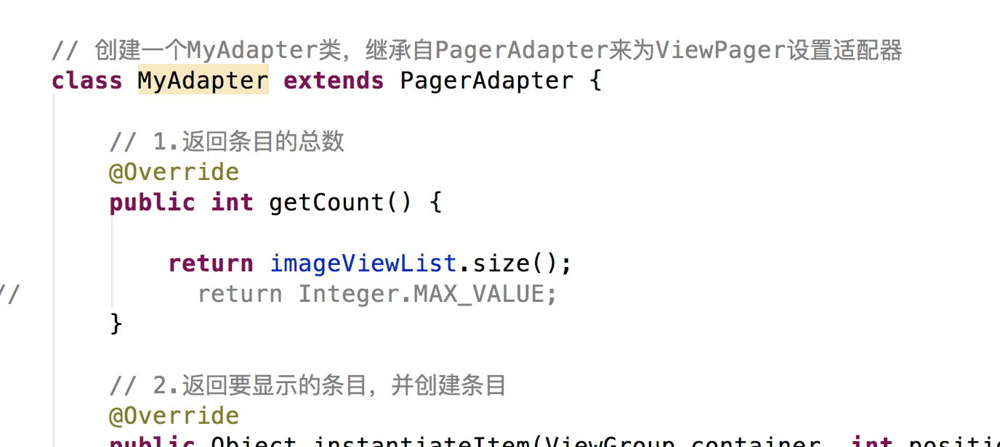 // 创建一个MyAdapter类，继承自PagerAdapter来为ViewPager设置适配器
class MyAdapter extends PagerAdapter {
// 1.返回条目的总数
@Override
public int getCount() {
return imageViewList.size();
// return Integer.MAX_VALUE;
}
// 2.返回要显示的条目，并创建条目
@Override
public Object instantiateItem(ViewGroup container, int